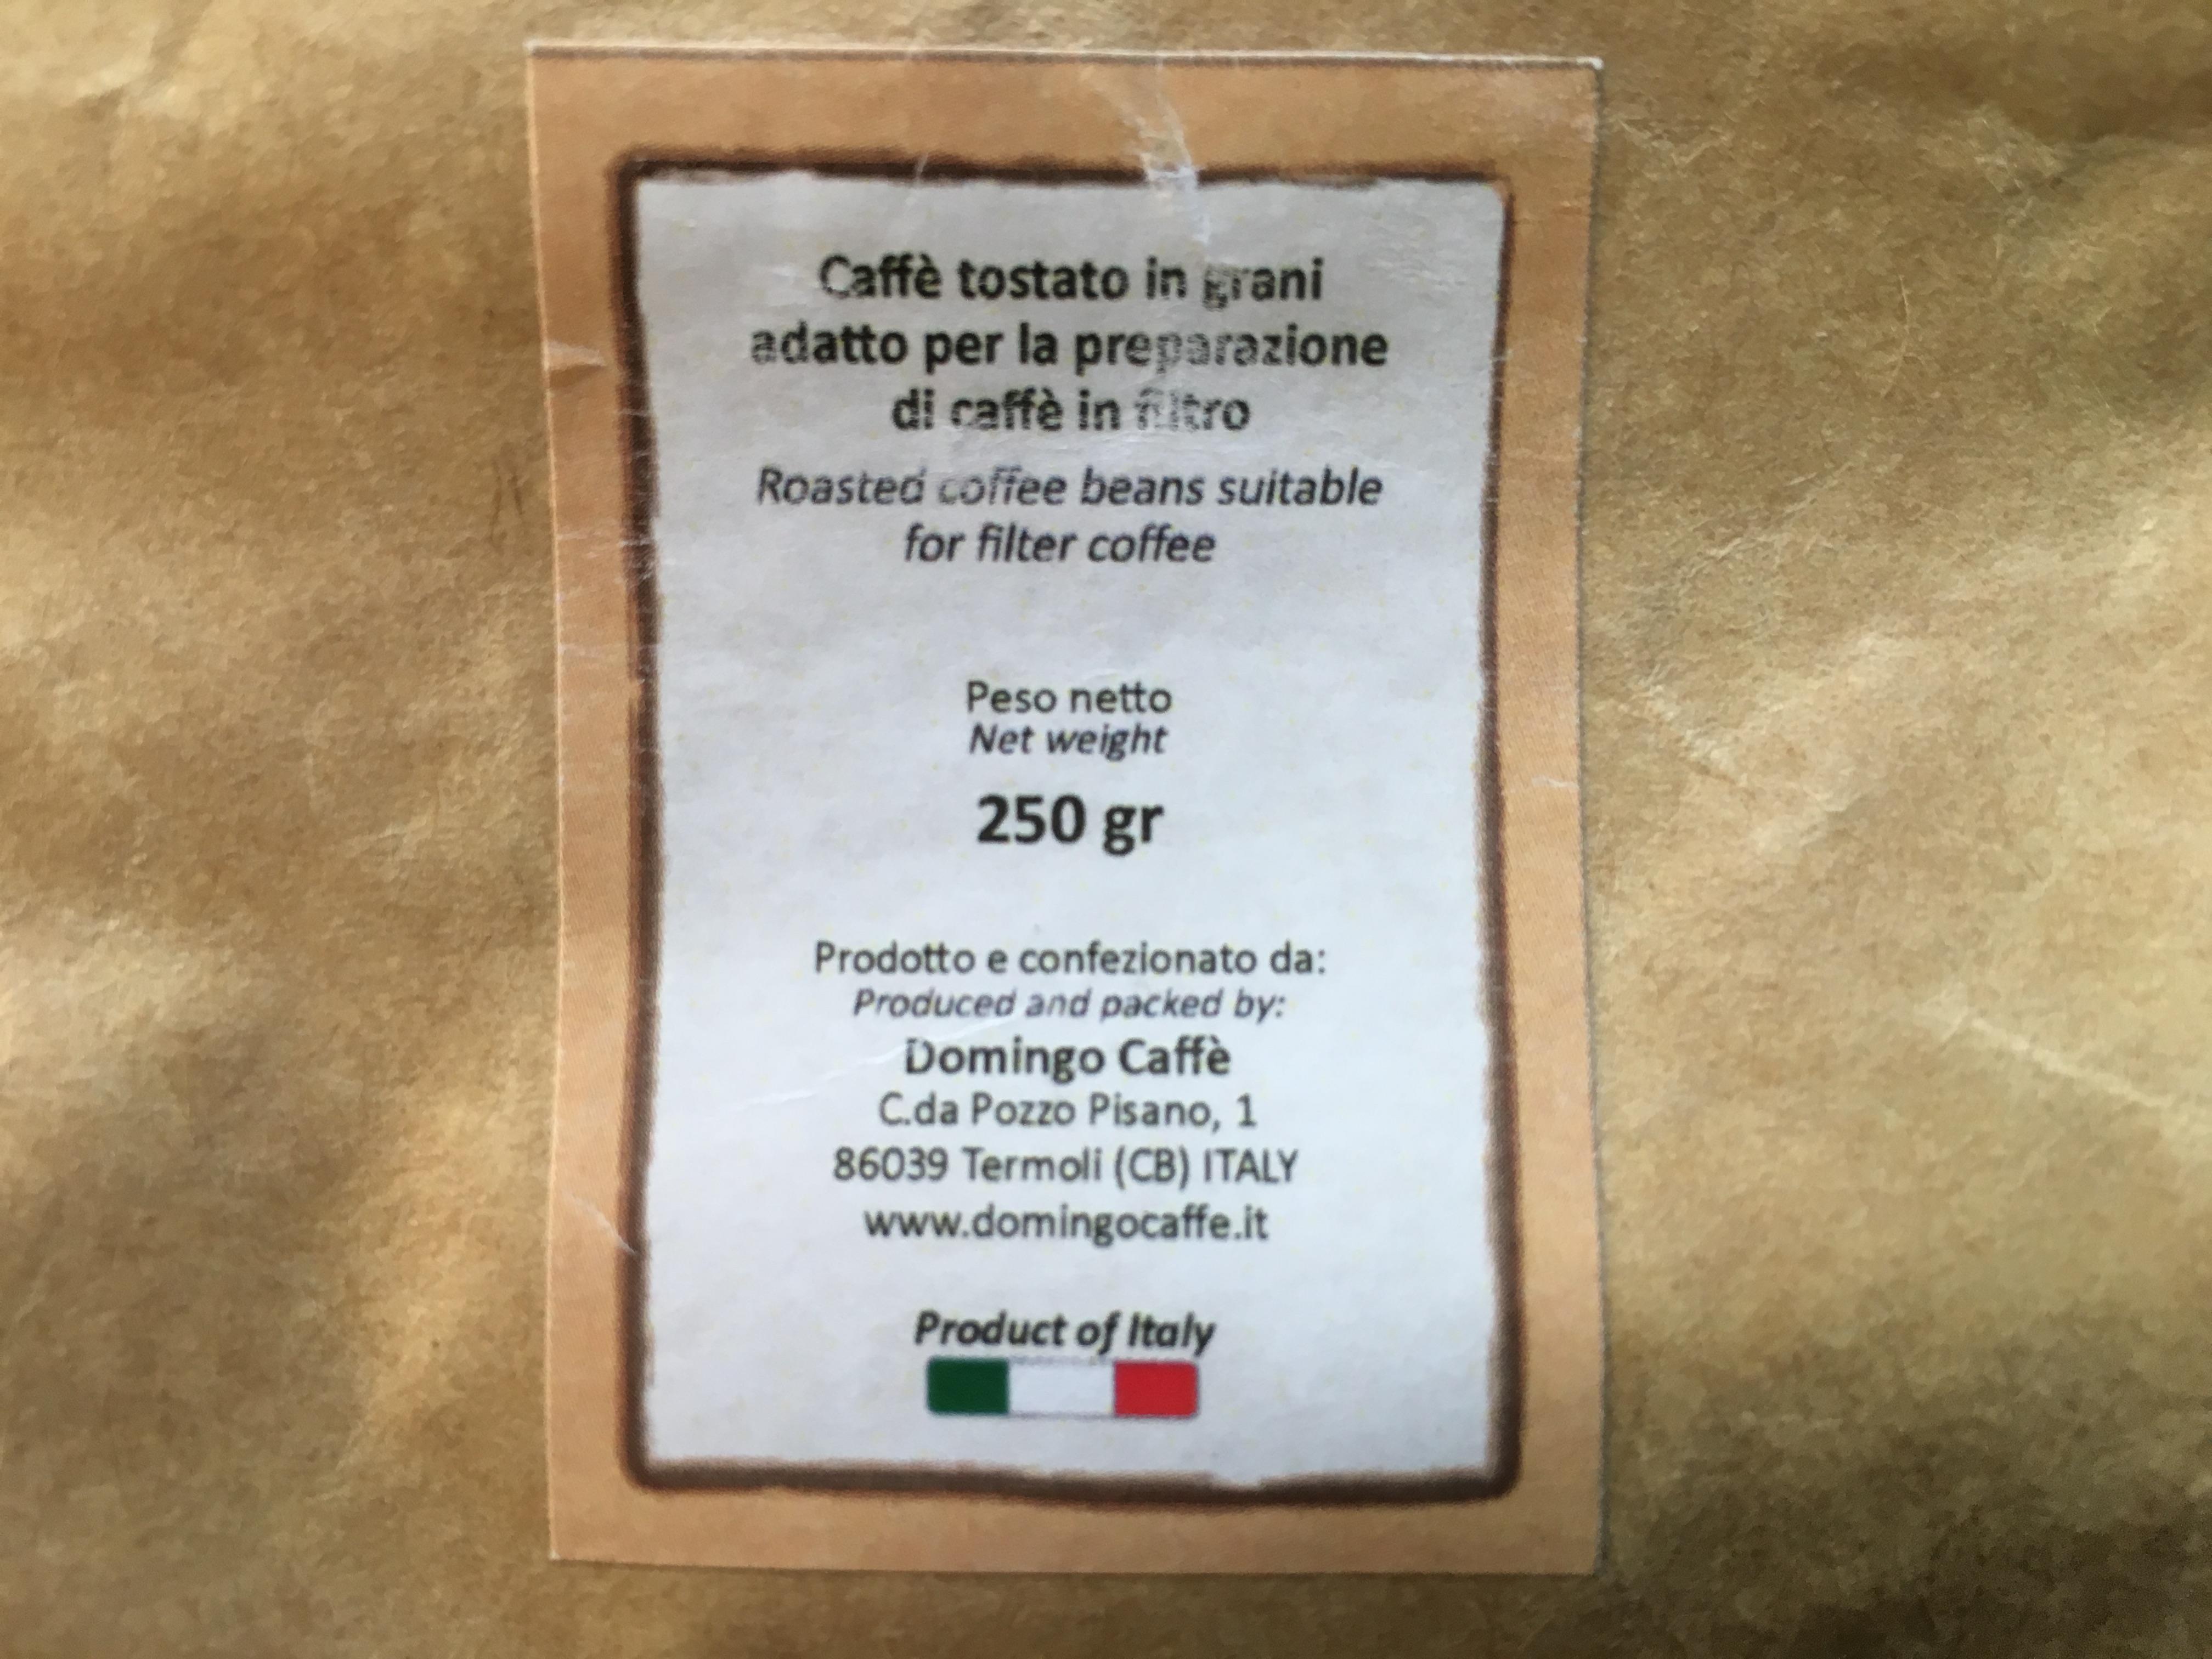 Caffè tostato in grani
adatto per la preparazione
di caffè in filtro
Roasted coffee beans suitable
for filter coffee
Peso netto
Net weight
250 gr
Prodotto e confezionato da:
Produced and packed by:
Domingo Caffè
C.da Pozzo Pisano, 1
86039 Termoli (CB) ITALY
www.domingocaffe.it
Product of Italy